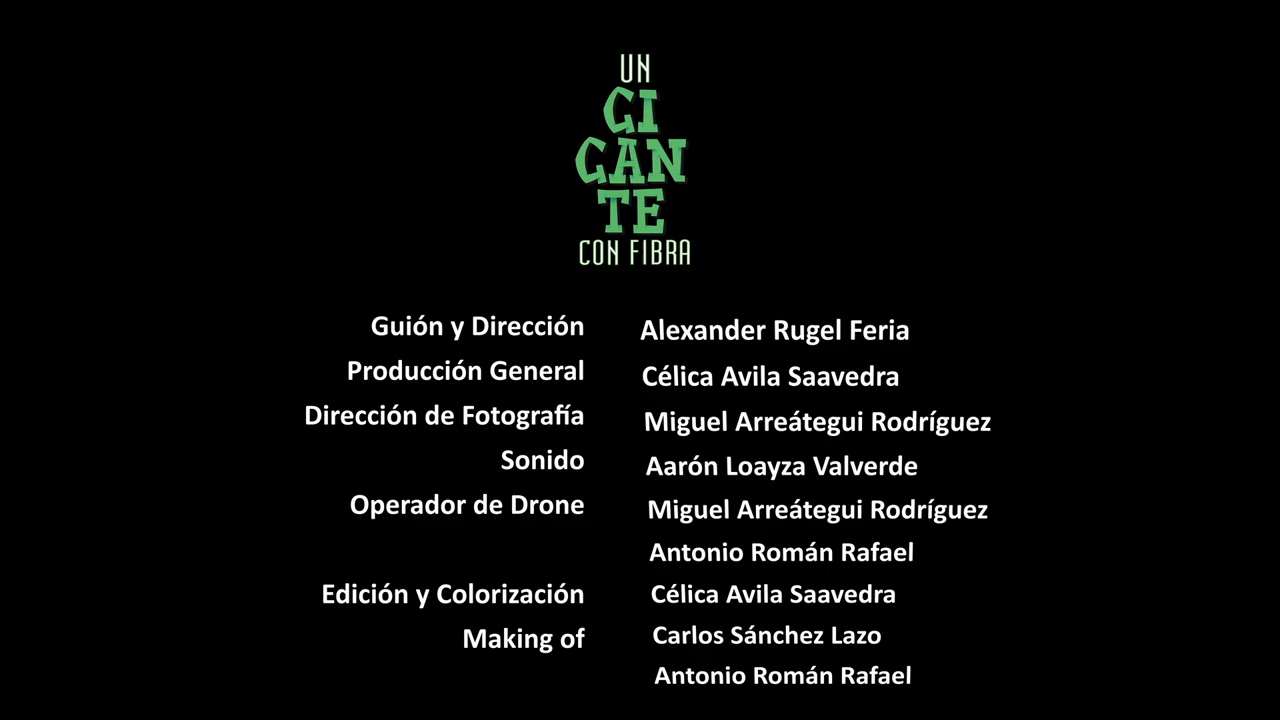 UN
GI
GAN
TE
CON FIBRA
Guión y Dirección Alexander Rugel Feria
Producción General Célica Avila Saavedra
Dirección de Fotografía Miguel Arreátegui Rodríguez
Sonido Aarón Loayza Valverde
Operador de Drone Miguel Arreátegui Rodríguez
Antonio Román Rafael
Edición y Colorización Célica Avila Saavedra
Making of Carlos Sánchez Lazo
Antonio Román Rafael